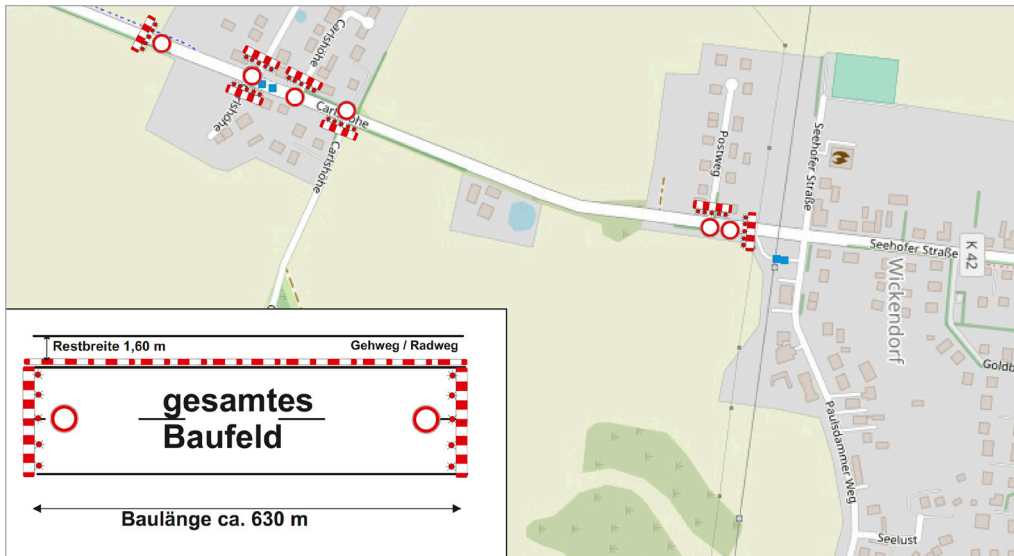 Carlshöhe
Carlshöhe
Carlshöhe
Carlshöhe
Postweg
Seehofer Straße
Seehofer Straße
K 42
Wickendorf
Goldb
Paulsdammer Weg
Seelust
Restbreite 1,60 m
Gehweg / Radweg
gesamtes
Baufeld
Baulänge ca. 630 m